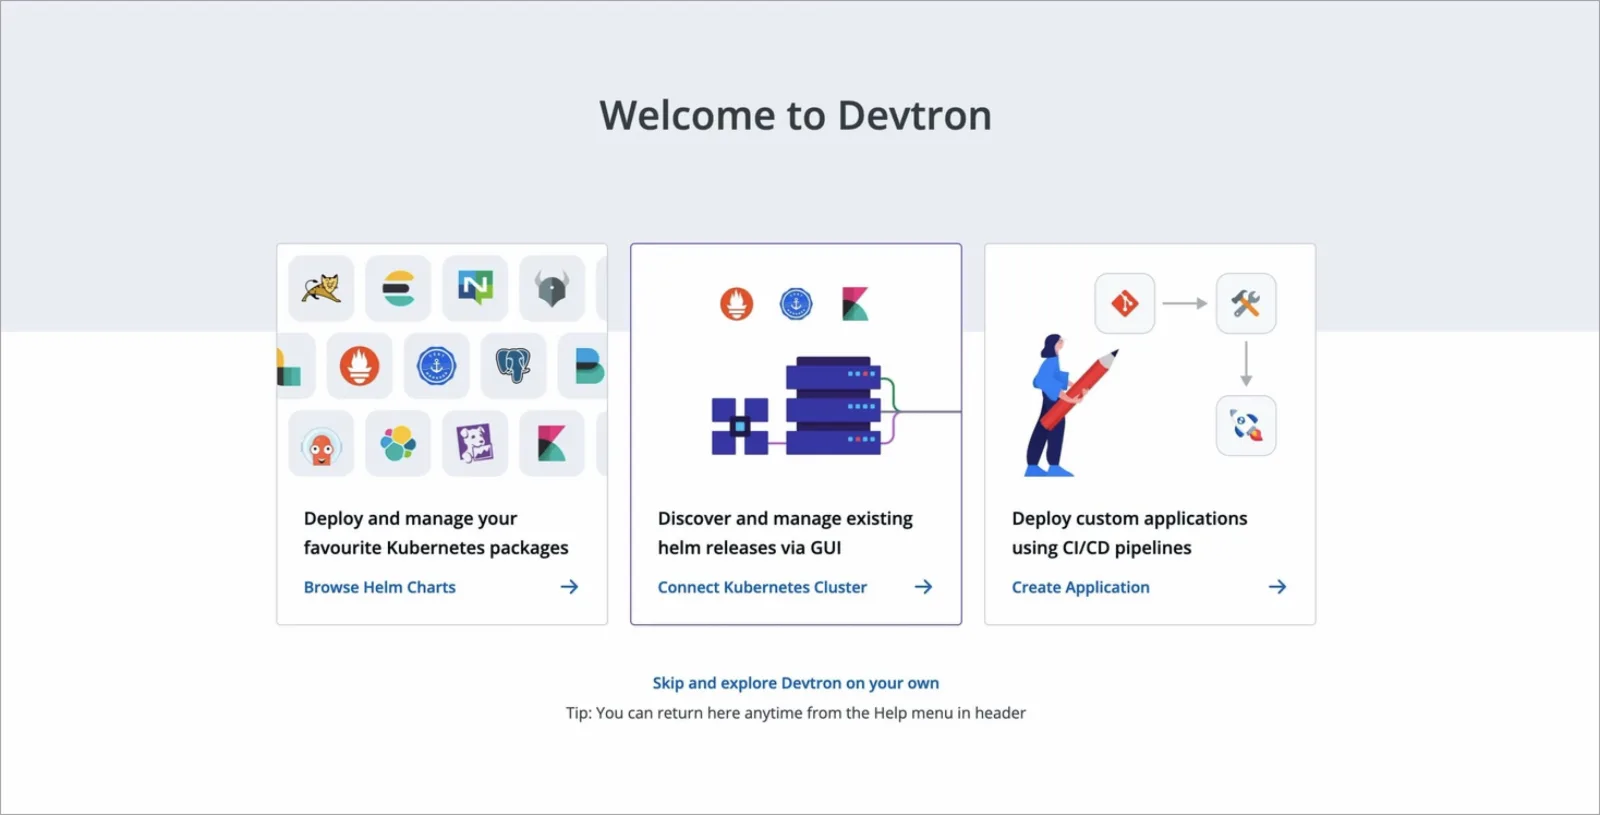 Welcome to Devtron
Deploy and manage your
favourite Kubernetes packages
Browse Helm Charts
Discover and manage existing
helm releases via GUI
Connect Kubernetes Cluster
Deploy custom applications
using CI/CD pipelines
Create Application
Skip and explore Devtron on your own
Tip: You can return here anytime from the Help menu in header